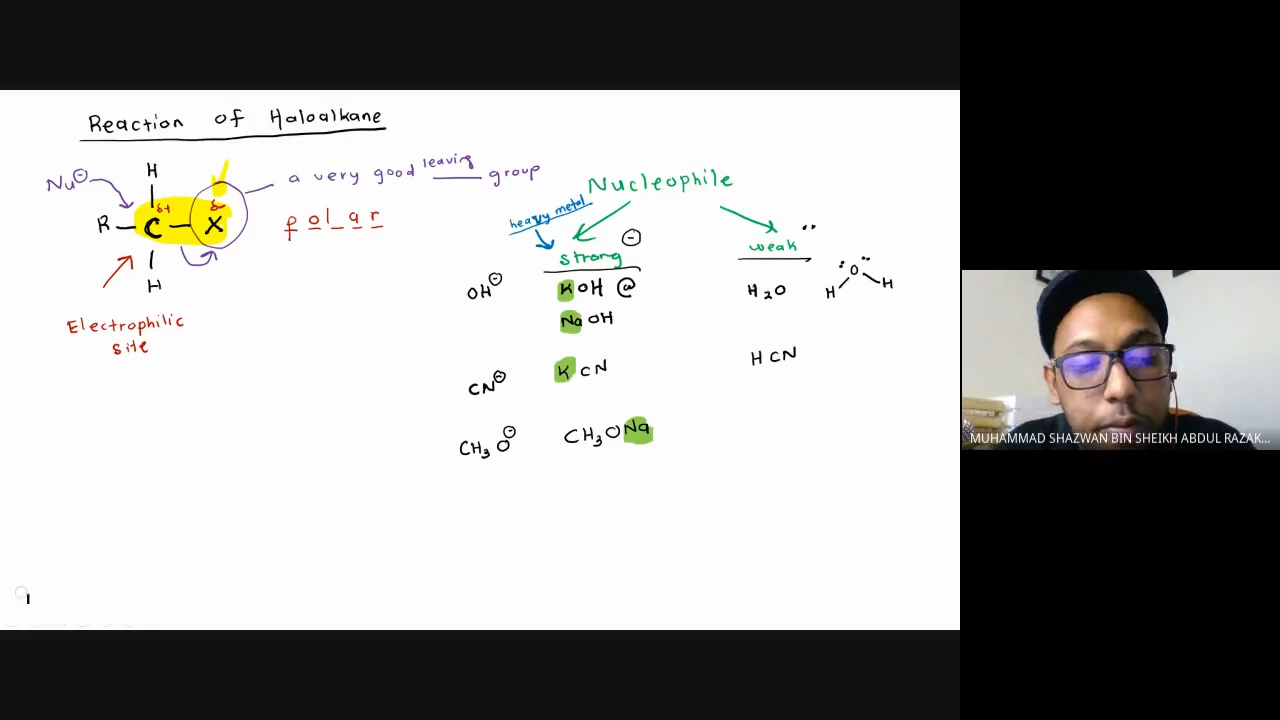 Reaction of Haloalkane
Nu⊖
H
R – C – X
δ+ δ-
H
a very good leaving group
polar
Electrophilic
site
Nucleophile
heavy metal
strong ⊖
weak ··
OH⊖ KOH @
NaOH
H2O
H O H
CN⊖ KCN
HCN
CH3O⊖ CH3ONa
1
MUHAMMAD SHAZWAN BIN SHEIKH ABDUL RAZAK...